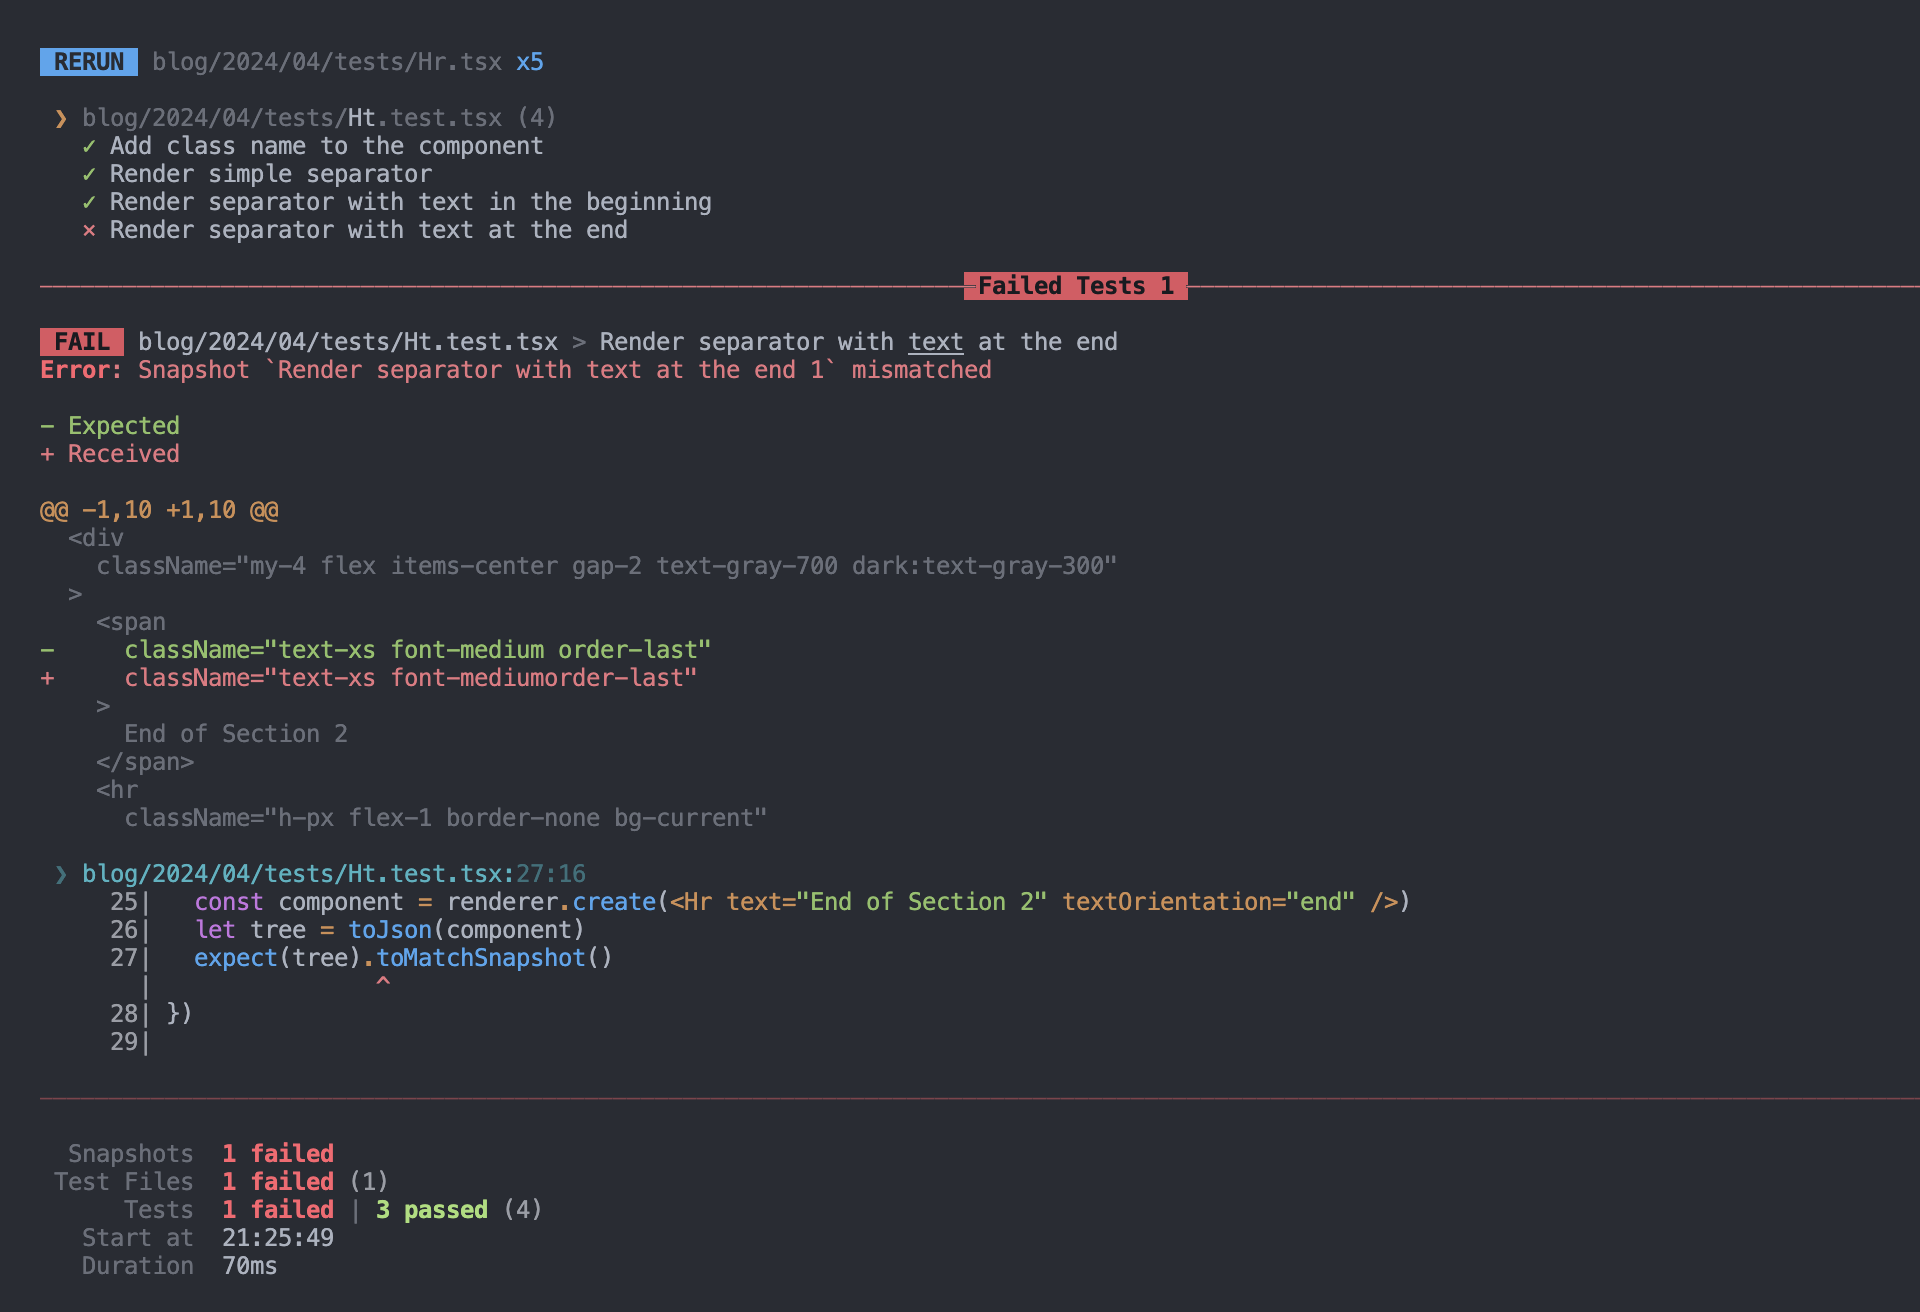 RERUN blog/2024/04/tests/Hr.tsx x5
❯ blog/2024/04/tests/Ht.test.tsx (4)
✓ Add class name to the component
✓ Render simple separator
✓ Render separator with text in the beginning
× Render separator with text at the end
Failed Tests 1
FAIL blog/2024/04/tests/Ht.test.tsx > Render separator with text at the end
Error: Snapshot `Render separator with text at the end 1` mismatched
- Expected
+ Received
@@ -1,10 +1,10 @@
<div
className="my-4 flex items-center gap-2 text-gray-700 dark:text-gray-300"
>
<span
- className="text-xs font-medium order-last"
+ className="text-xs font-mediumorder-last"
>
End of Section 2
</span>
<hr
className="h-px flex-1 border-none bg-current"
❯ blog/2024/04/tests/Ht.test.tsx:27:16
25| const component = renderer.create(<Hr text="End of Section 2" textOrientation="end" />)
26| let tree = toJson(component)
27| expect(tree).toMatchSnapshot()
| ^
28| })
29|
Snapshots 1 failed
Test Files 1 failed (1)
Tests 1 failed | 3 passed (4)
Start at 21:25:49
Duration 70ms